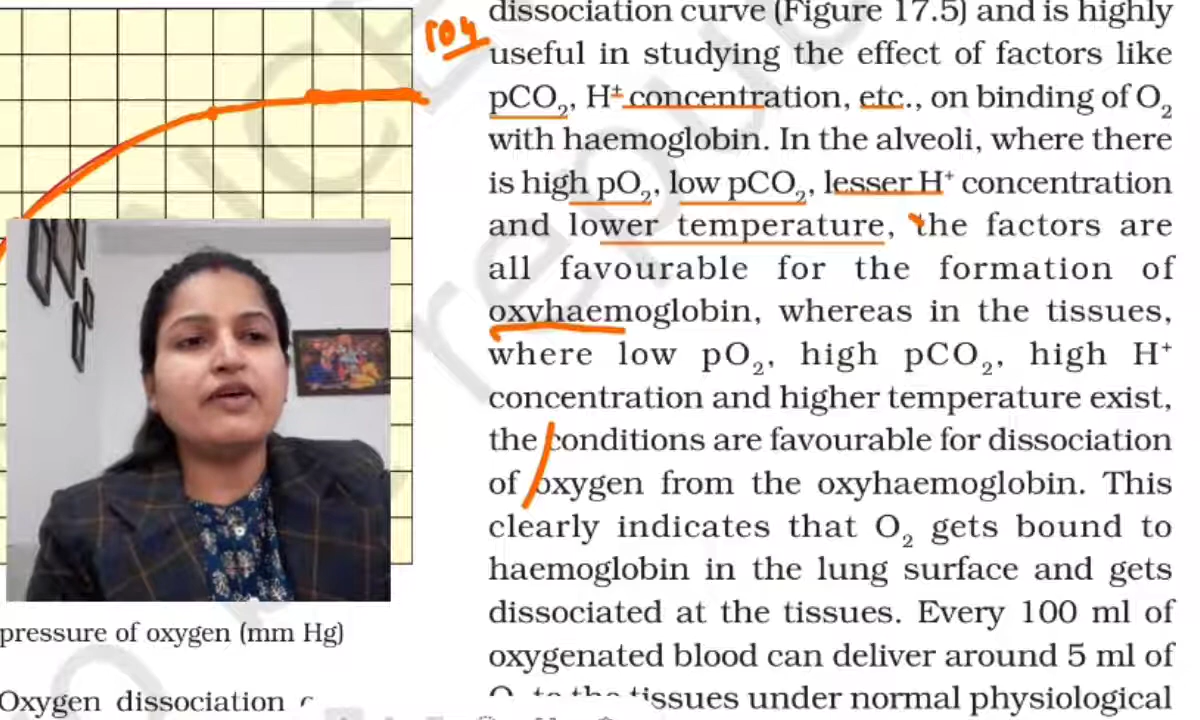 dissociation curve (Figure 17.5) and is highly
104
useful in studying the effect of factors like
pCO₂, H⁺ concentration, etc., on binding of O₂
with haemoglobin. In the alveoli, where there
is high pO₂, low pCO₂, lesser H⁺ concentration
and lower temperature, the factors are
all favourable for the formation of
oxyhaemoglobin, whereas in the tissues,
where low pO₂, high pCO₂, high H⁺
concentration and higher temperature exist,
the conditions are favourable for dissociation
of oxygen from the oxyhaemoglobin. This
clearly indicates that O₂ gets bound to
haemoglobin in the lung surface and gets
dissociated at the tissues. Every 100 ml of
oxygenated blood can deliver around 5 ml of
tissues under normal physiological
pressure of oxygen (mm Hg)
Oxygen dissociation